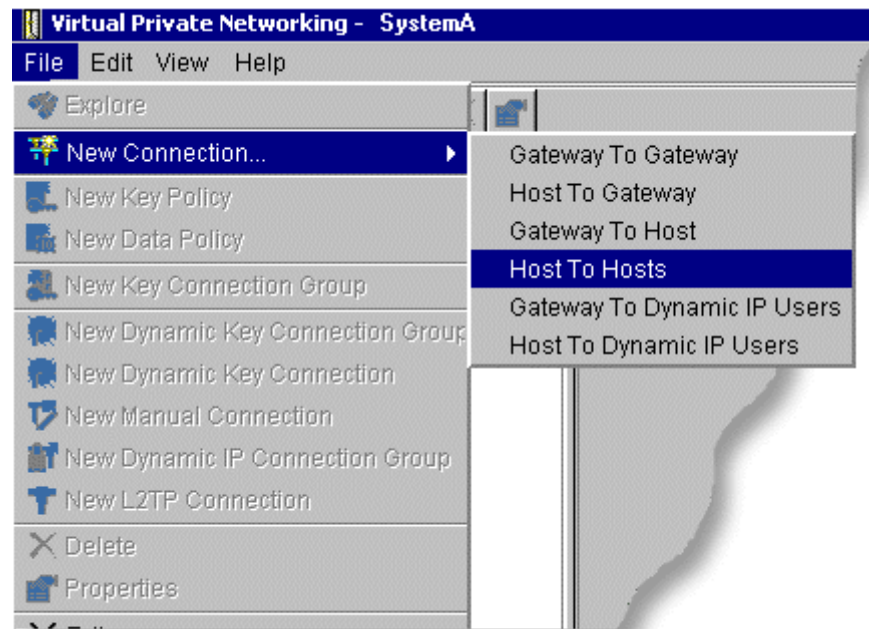 Virtual Private Networking - SystemA
File Edit View Help
Explore
New Connection...
New Key Policy
New Data Policy
New Key Connection Group
New Dynamic Key Connection Group
New Dynamic Key Connection
New Manual Connection
New Dynamic IP Connection Group
New L2TP Connection
Delete
Properties
Gateway To Gateway
Host To Gateway
Gateway To Host
Host To Hosts
Gateway To Dynamic IP Users
Host To Dynamic IP Users